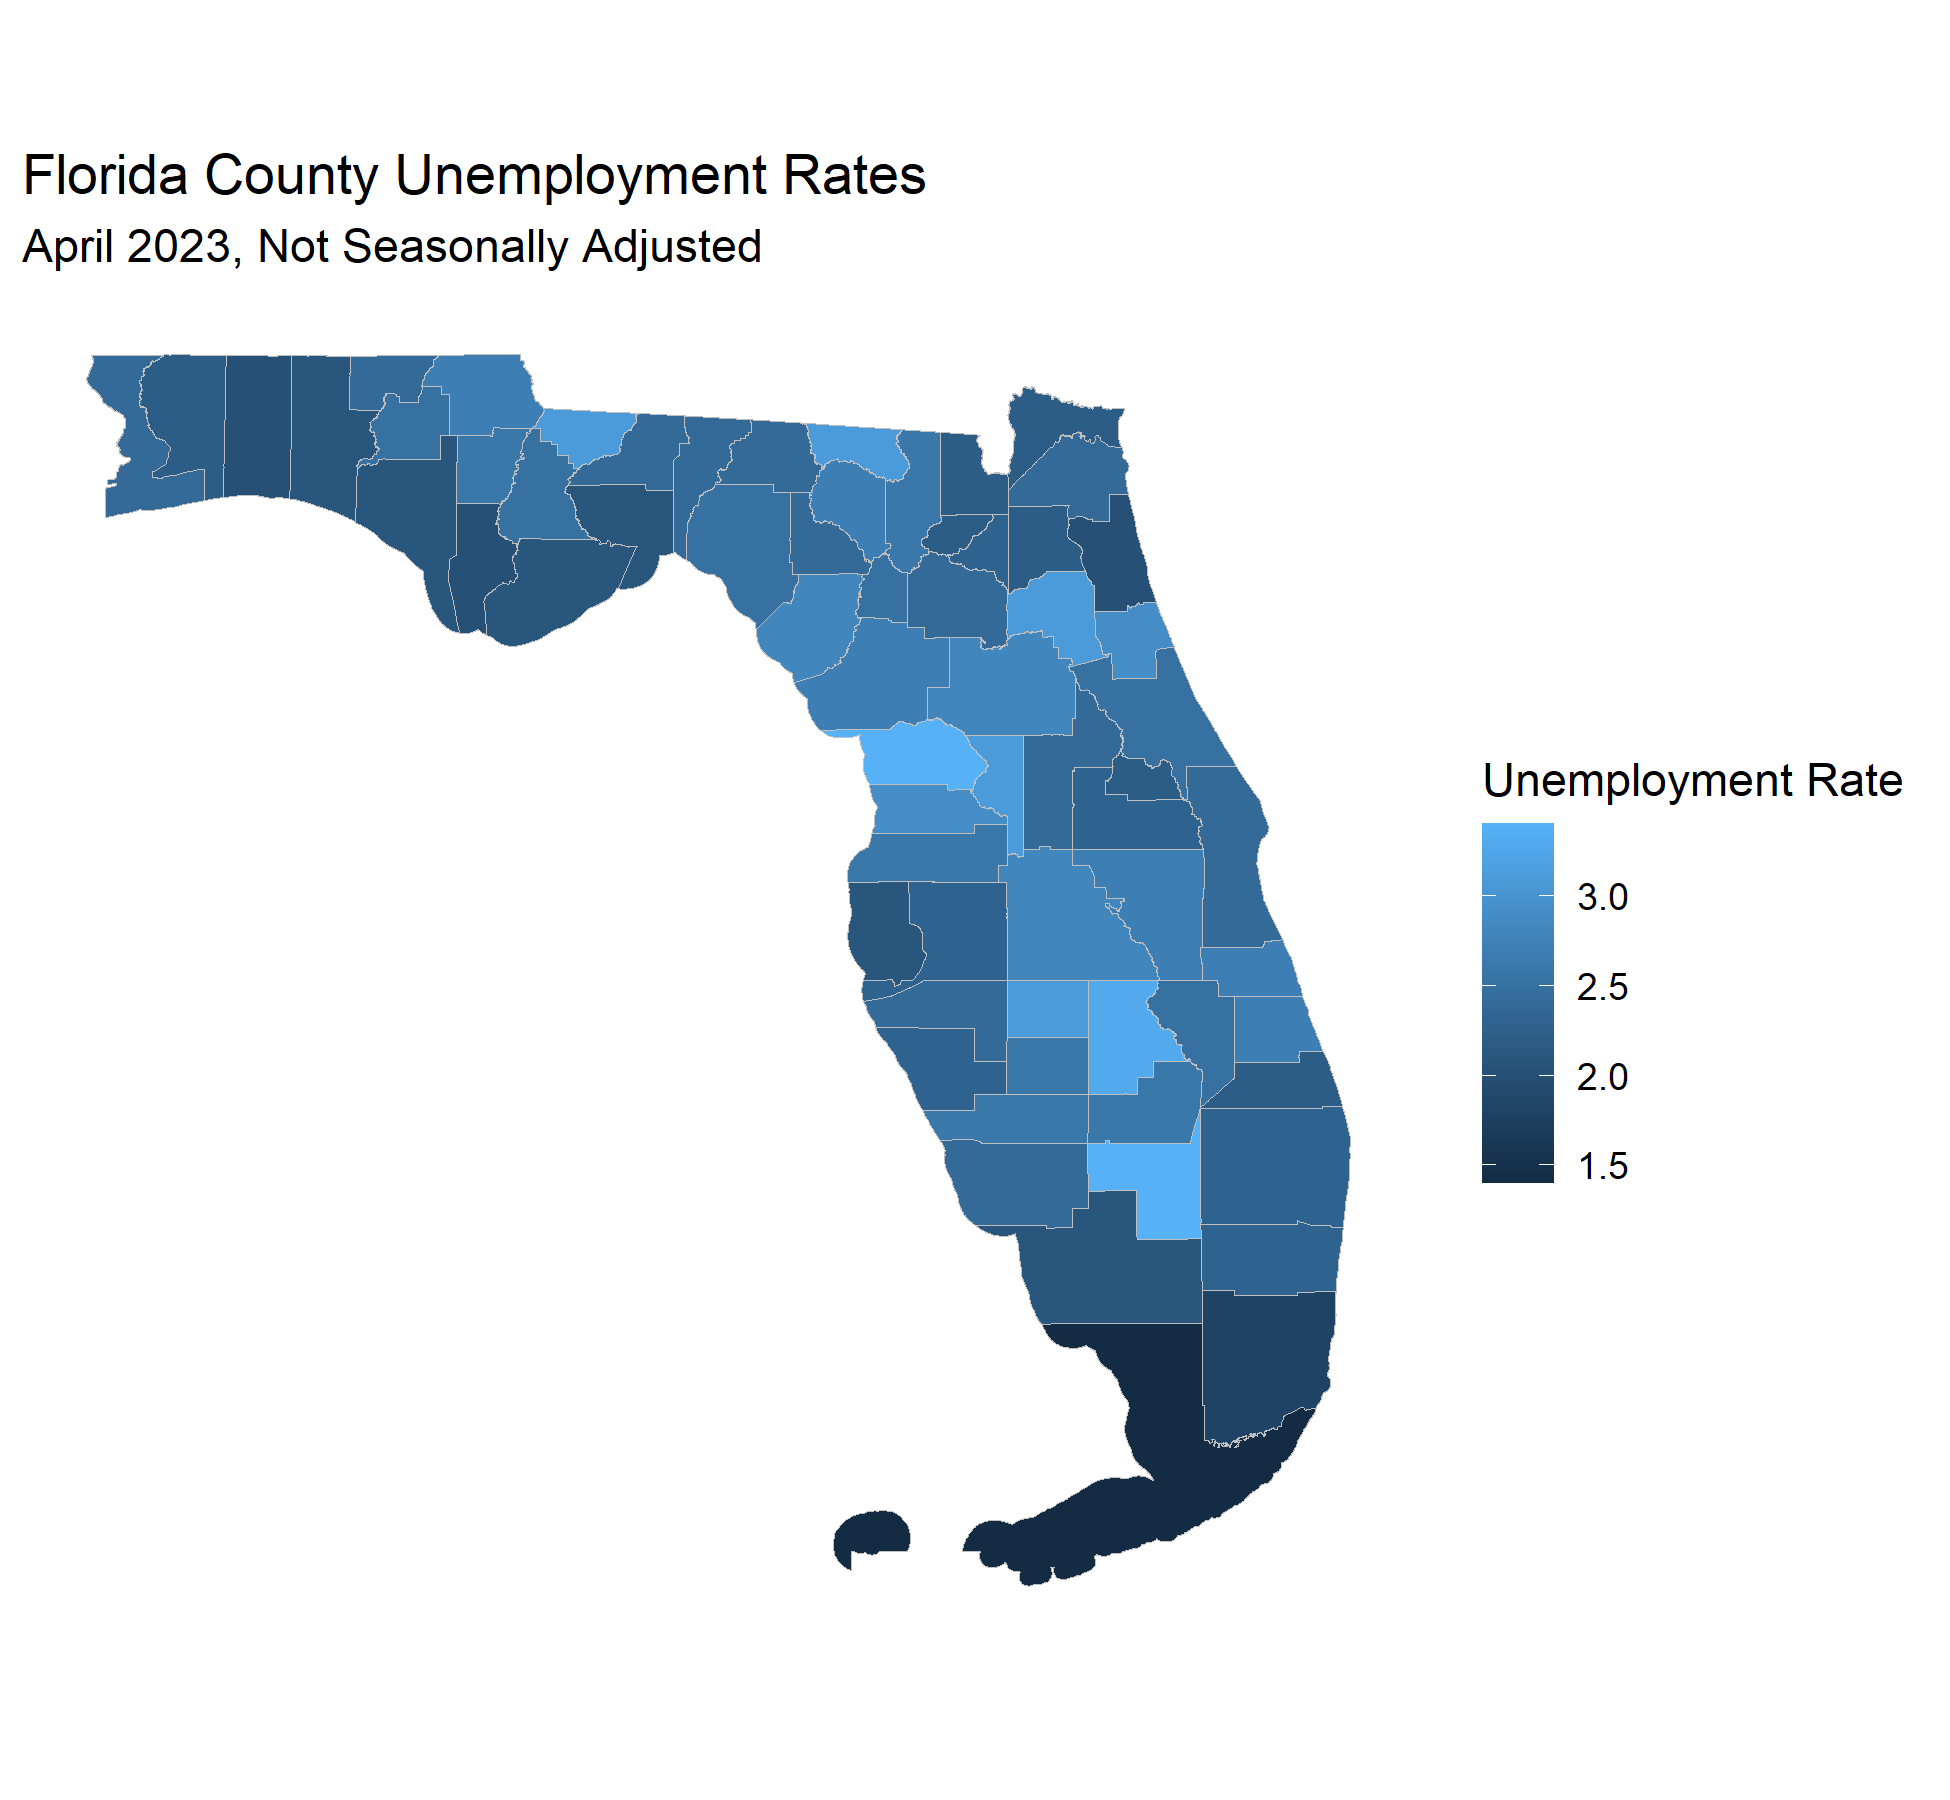 Florida County Unemployment Rates
April 2023, Not Seasonally Adjusted
Unemployment Rate
3.0
2.5
2.0
1.5